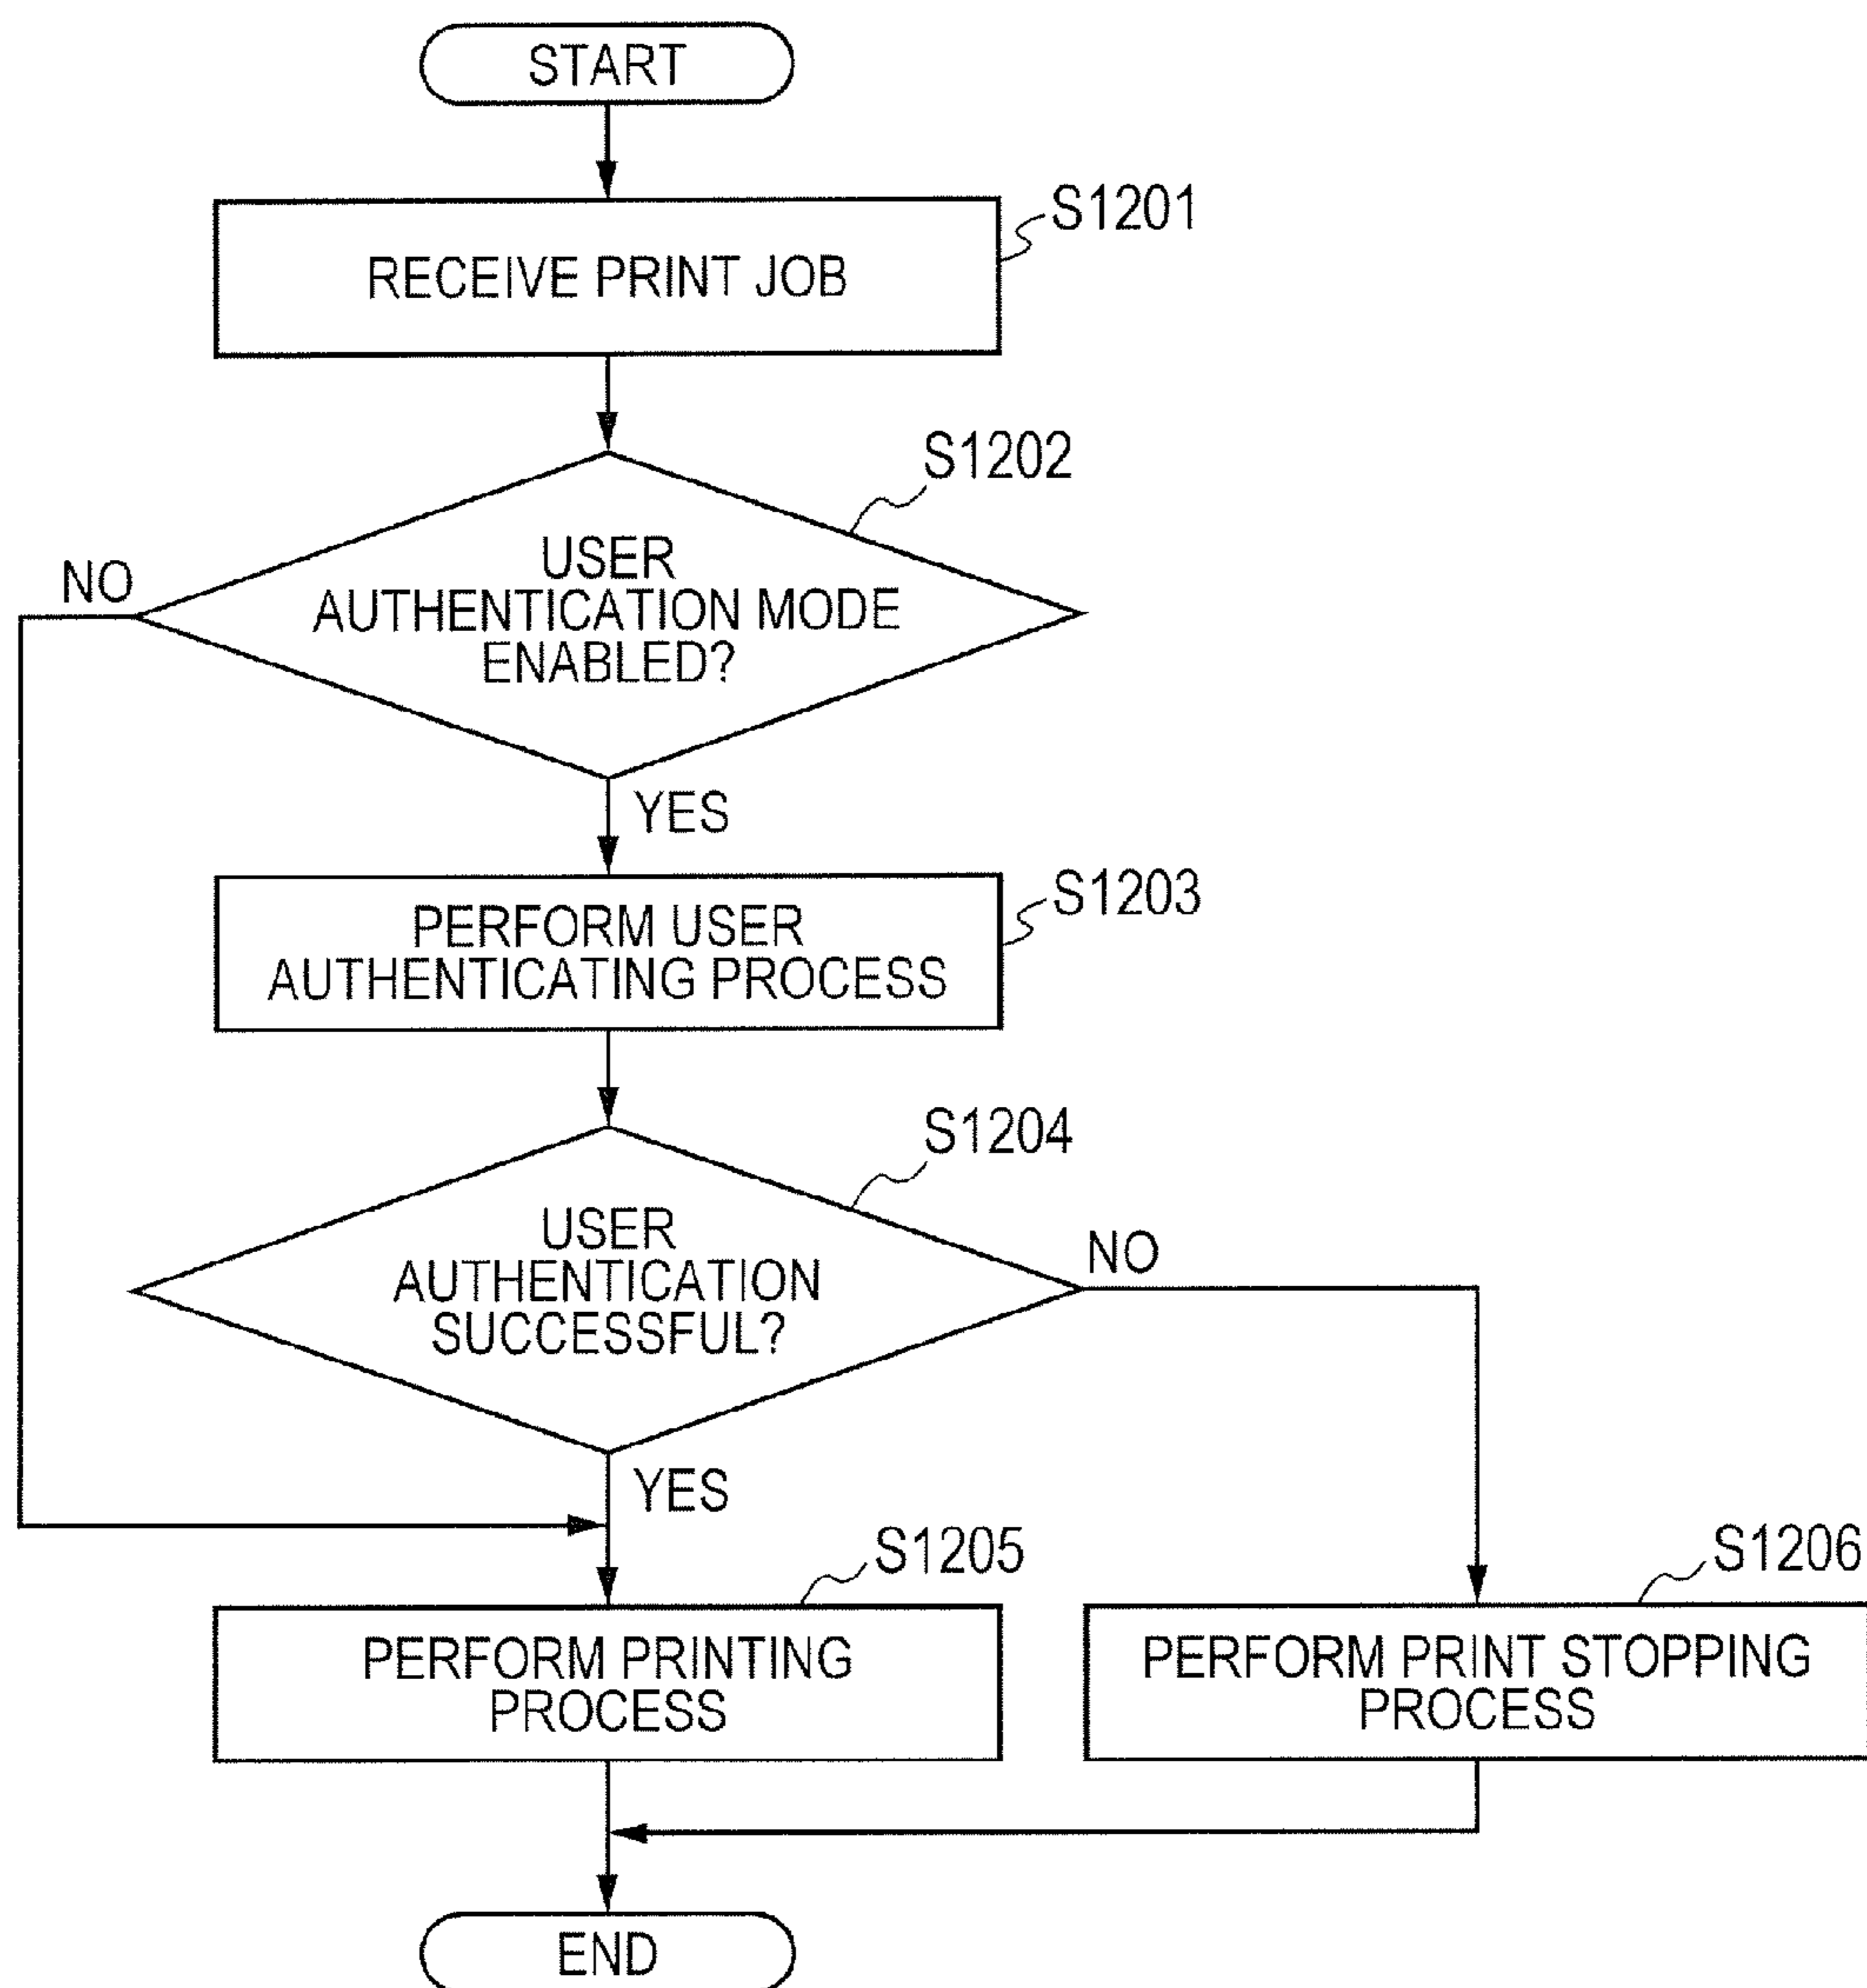 START
S1201
RECEIVE PRINT JOB
S1202
NO
USER
AUTHENTICATION MODE
ENABLED?
YES
S1203
PERFORM USER
AUTHENTICATING PROCESS
S1204
USER
AUTHENTICATION
SUCCESSFUL?
NO
YES
S1205
PERFORM PRINTING
PROCESS
S1206
PERFORM PRINT STOPPING
PROCESS
END